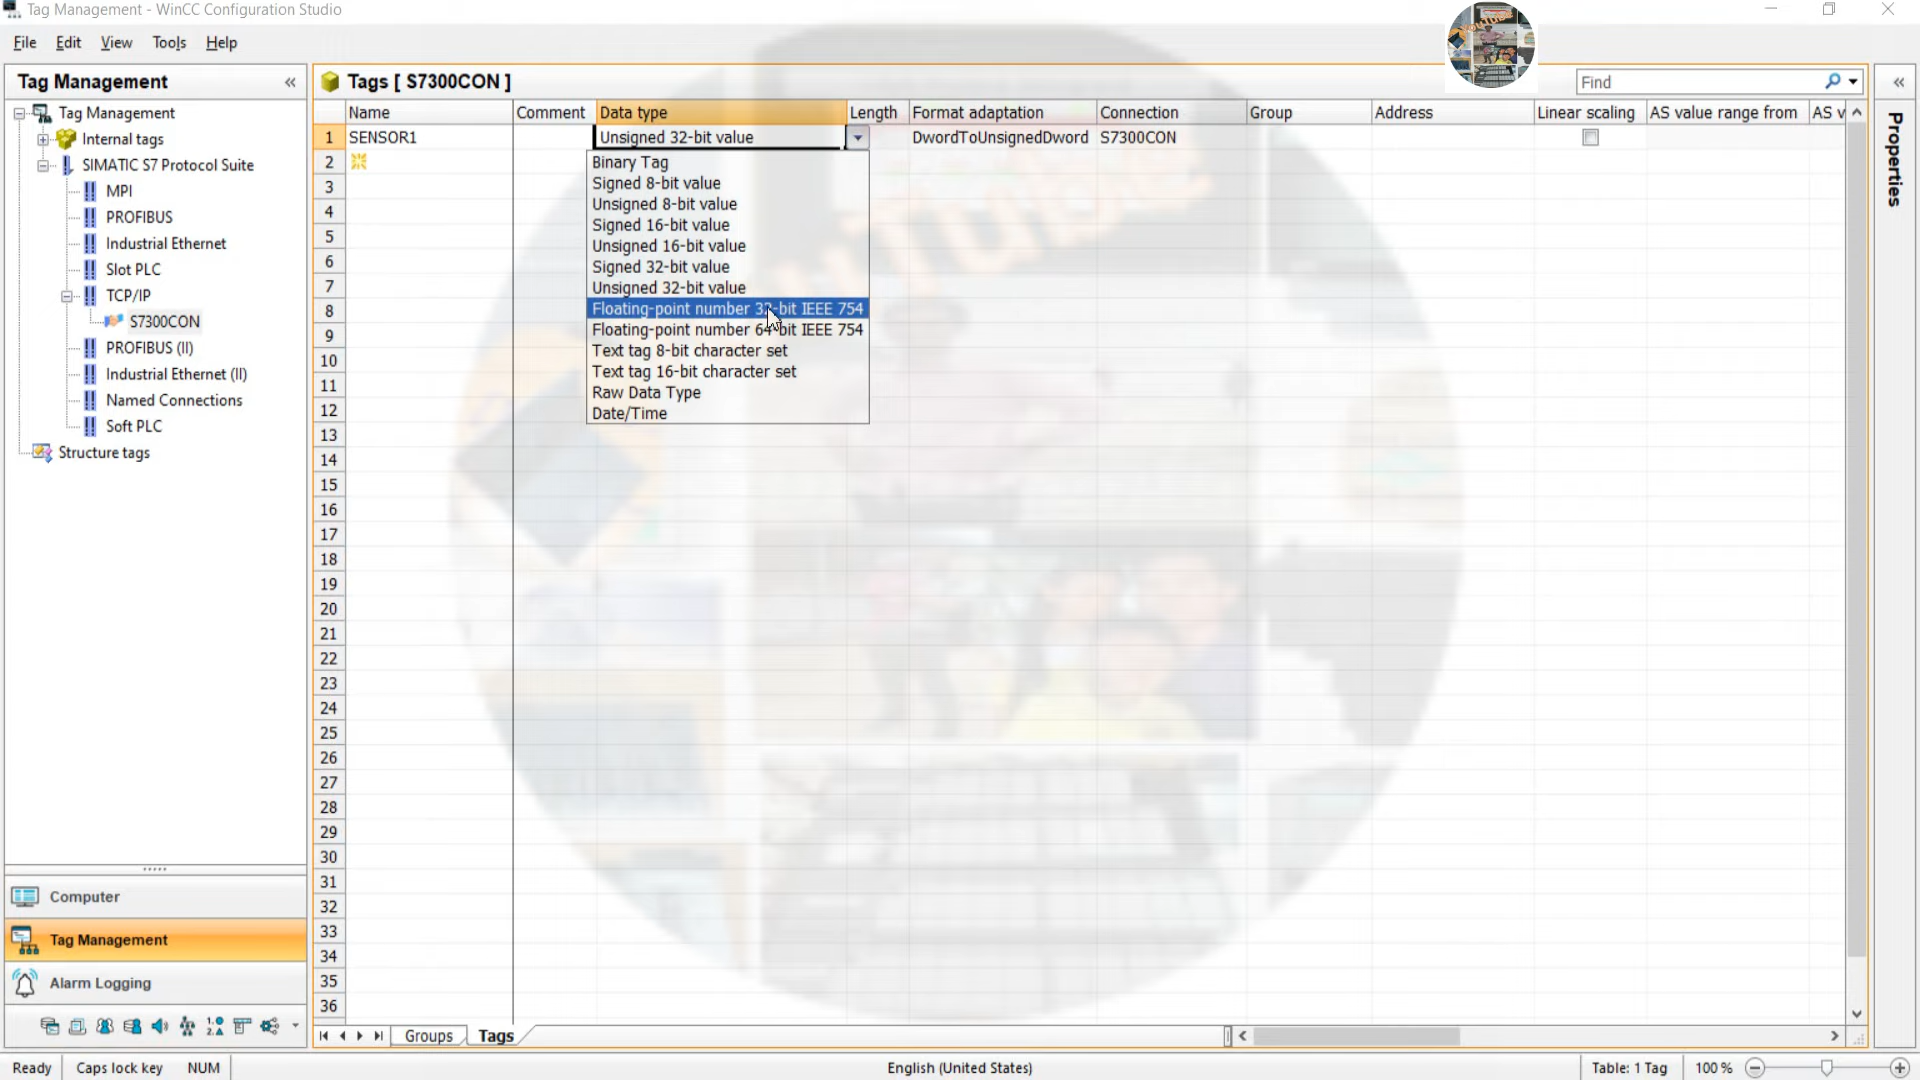 Tag Management - WinCC Configuration Studio
File Edit View Tools Help
Tag Management «
Tags [ S7300CON ]
Find
«
Tag Management
Internal tags
SIMATIC S7 Protocol Suite
MPI
PROFIBUS
Industrial Ethernet
Slot PLC
TCP/IP
S7300CON
PROFIBUS (II)
Industrial Ethernet (II)
Named Connections
Soft PLC
Structure tags
Name Comment Data type Length Format adaptation Connection Group Address Linear scaling AS value range from AS v
1 SENSOR1 Unsigned 32-bit value DwordToUnsignedDword S7300CON
2
3
4
5
6
7
8
9
10
11
12
13
14
15
16
17
18
19
20
21
22
23
24
25
26
27
28
29
30
31
32
33
34
35
36
Binary Tag
Signed 8-bit value
Unsigned 8-bit value
Signed 16-bit value
Unsigned 16-bit value
Signed 32-bit value
Unsigned 32-bit value
Floating-point number 32-bit IEEE 754
Floating-point number 64-bit IEEE 754
Text tag 8-bit character set
Text tag 16-bit character set
Raw Data Type
Date/Time
Properties
Computer
Tag Management
Alarm Logging
Groups Tags
Ready Caps lock key NUM English (United States) Table: 1 Tag 100 %